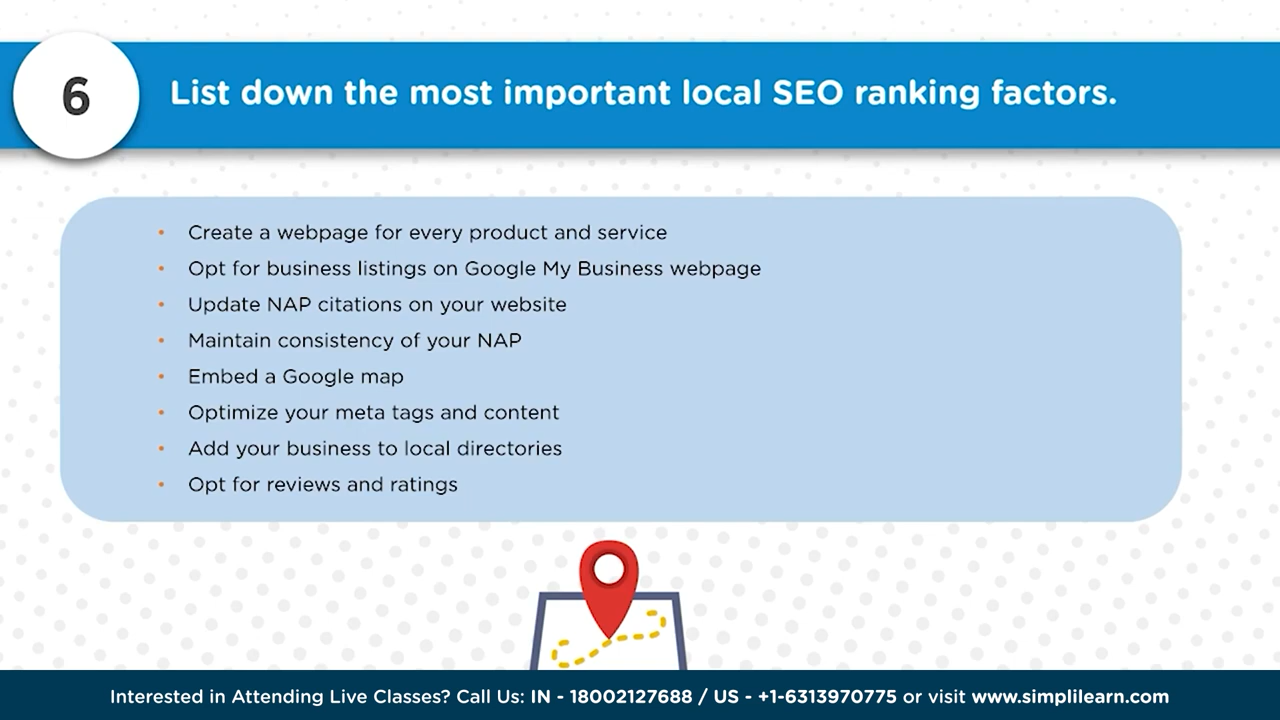 6
List down the most important local SEO ranking factors.
• Create a webpage for every product and service
• Opt for business listings on Google My Business webpage
• Update NAP citations on your website
• Maintain consistency of your NAP
• Embed a Google map
• Optimize your meta tags and content
• Add your business to local directories
• Opt for reviews and ratings
Interested in Attending Live Classes? Call Us: IN - 18002127688 / US - +1-6313970775 or visit www.simplilearn.com